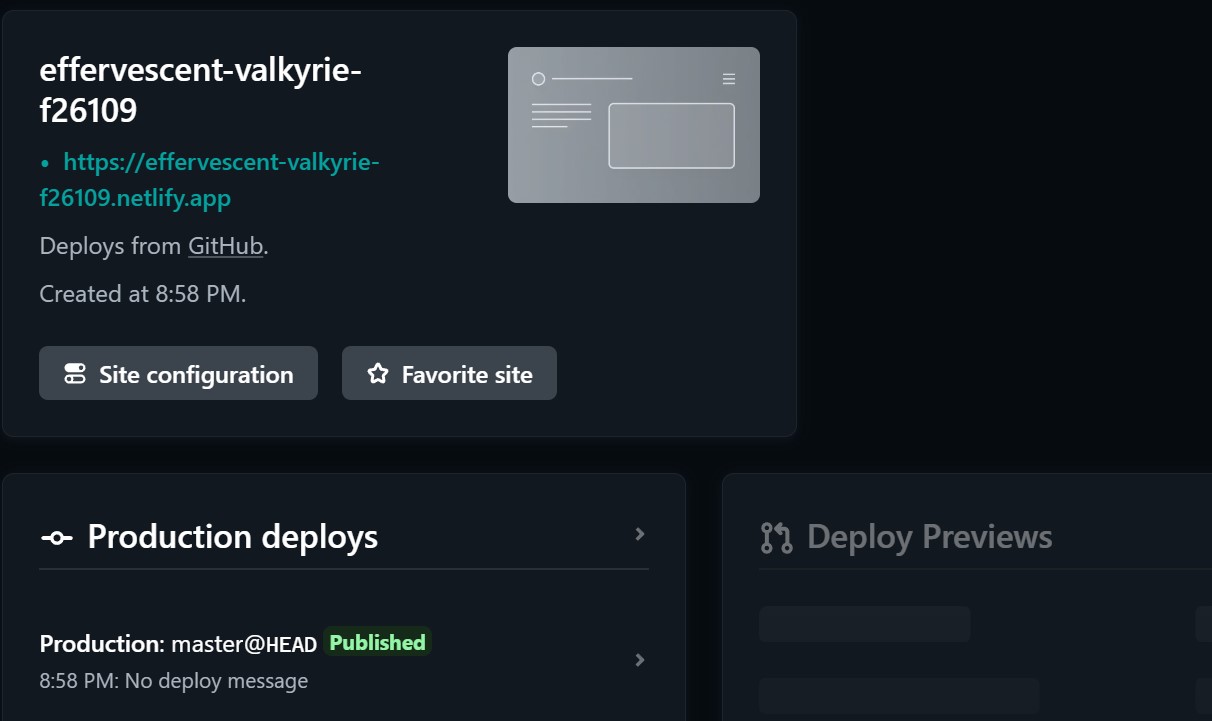 effervescent-valkyrie-
f26109
• https://effervescent-valkyrie-
f26109.netlify.app
Deploys from GitHub.
Created at 8:58 PM.
Site configuration
Favorite site
Production deploys
Deploy Previews
Production: master@HEAD Published
8:58 PM: No deploy message